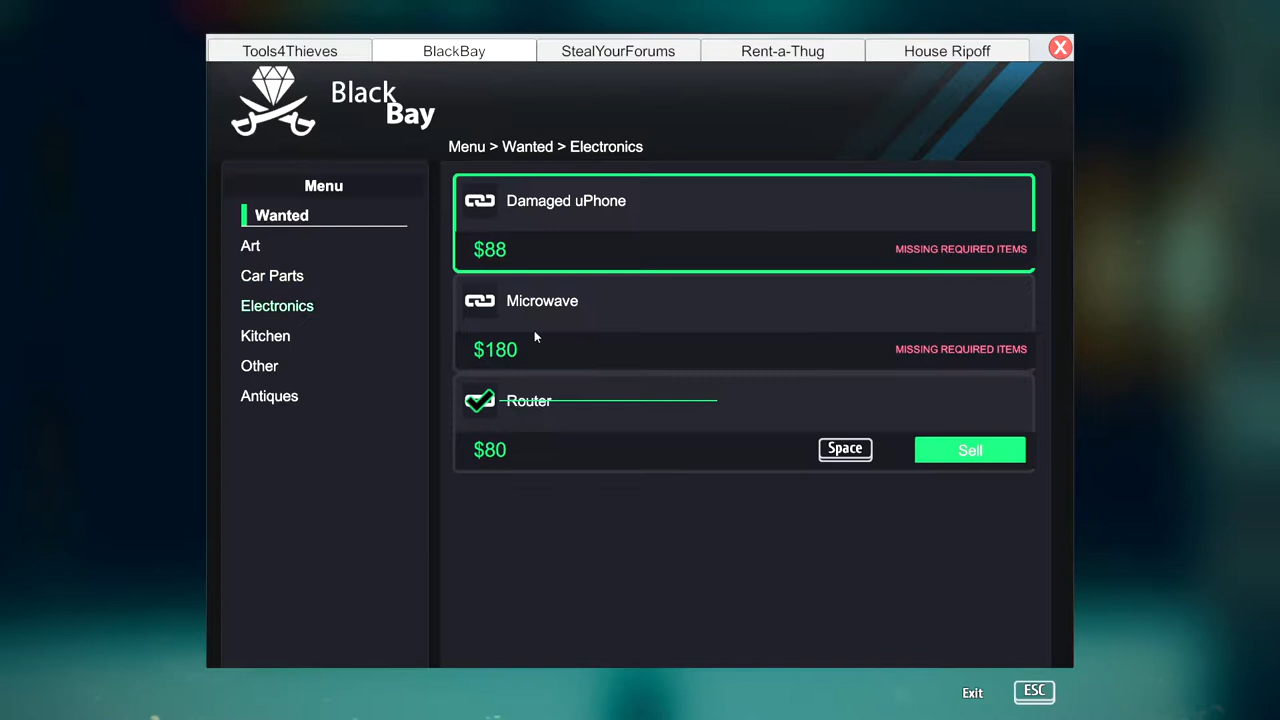 Tools4Thieves
BlackBay
StealYourForums
Rent-a-Thug
House Ripoff
X
Black
Bay
Menu > Wanted > Electronics
Menu
Wanted
Art
Car Parts
Electronics
Kitchen
Other
Antiques
Damaged uPhone
$88
MISSING REQUIRED ITEMS
Microwave
$180
MISSING REQUIRED ITEMS
Router
$80
Space
Sell
Exit
ESC